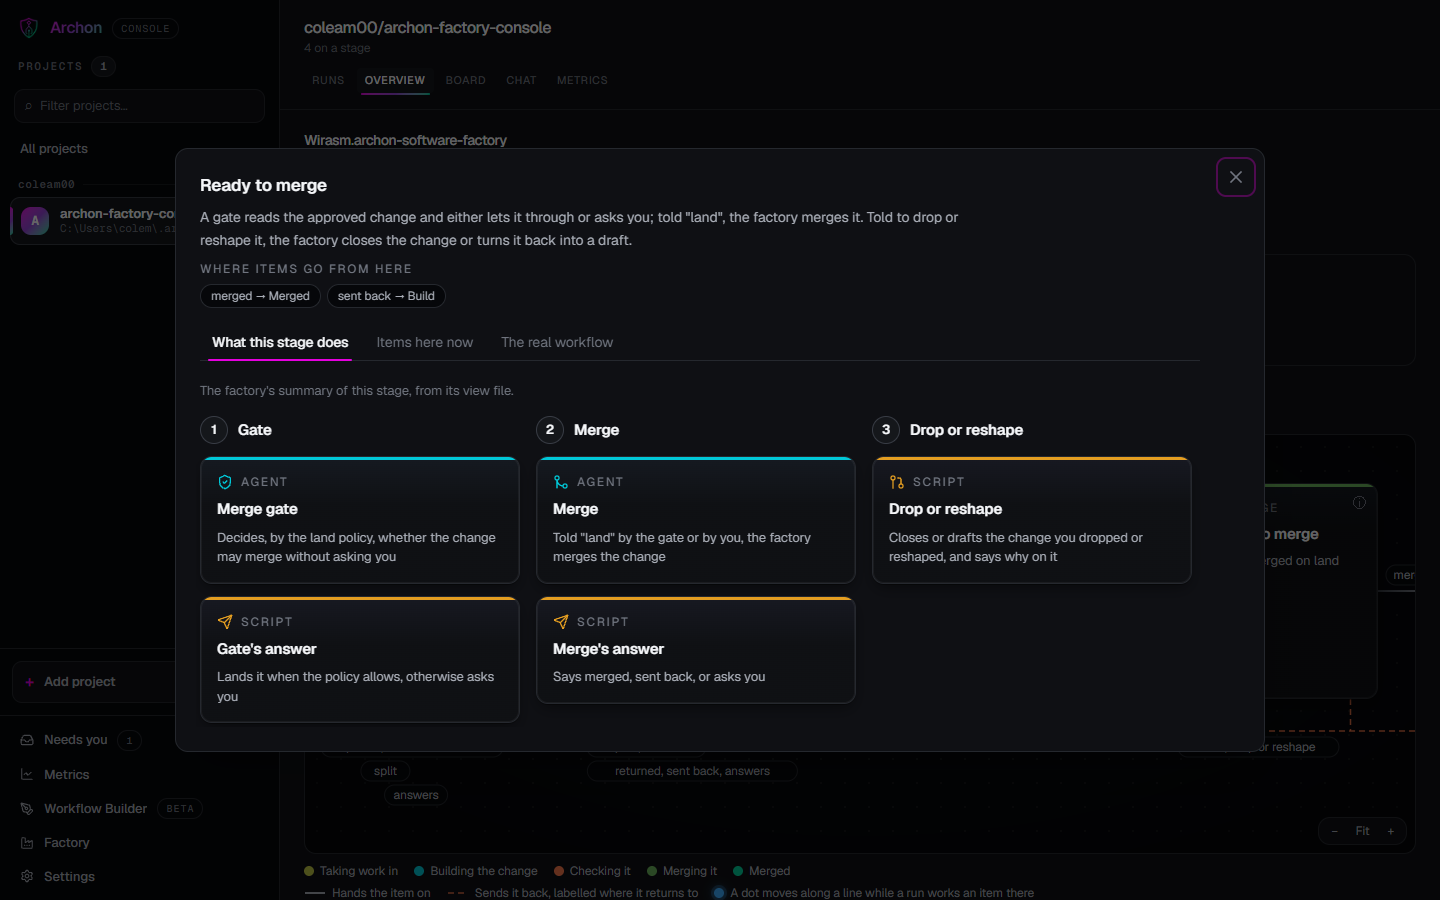 Archon CONSOLE
PROJECTS 1
Filter projects...
All projects
coleam00
archon-factory-co
C:\Users\colem\.a
Add project
Needs you 1
Metrics
Workflow Builder BETA
Factory
Settings
coleam00/archon-factory-console
4 on a stage
RUNS OVERVIEW BOARD CHAT METRICS
Wirasm.archon-software-factory
Ready to merge
A gate reads the approved change and either lets it through or asks you; told "land", the factory merges it. Told to drop or
reshape it, the factory closes the change or turns it back into a draft.
WHERE ITEMS GO FROM HERE
merged → Merged sent back → Build
What this stage does Items here now The real workflow
The factory's summary of this stage, from its view file.
1 Gate
AGENT
Merge gate
Decides, by the land policy, whether the change
may merge without asking you
SCRIPT
Gate's answer
Lands it when the policy allows, otherwise asks
you
2 Merge
AGENT
Merge
Told "land" by the gate or by you, the factory
merges the change
SCRIPT
Merge's answer
Says merged, sent back, or asks you
3 Drop or reshape
SCRIPT
Drop or reshape
Closes or drafts the change you dropped or
reshaped, and says why on it
merge
erged on land
mer
or reshape
split
returned, sent back, answers
answers
− Fit +
Taking work in Building the change Checking it Merging it Merged
Hands the item on Sends it back, labelled where it returns to A dot moves along a line while a run works an item there